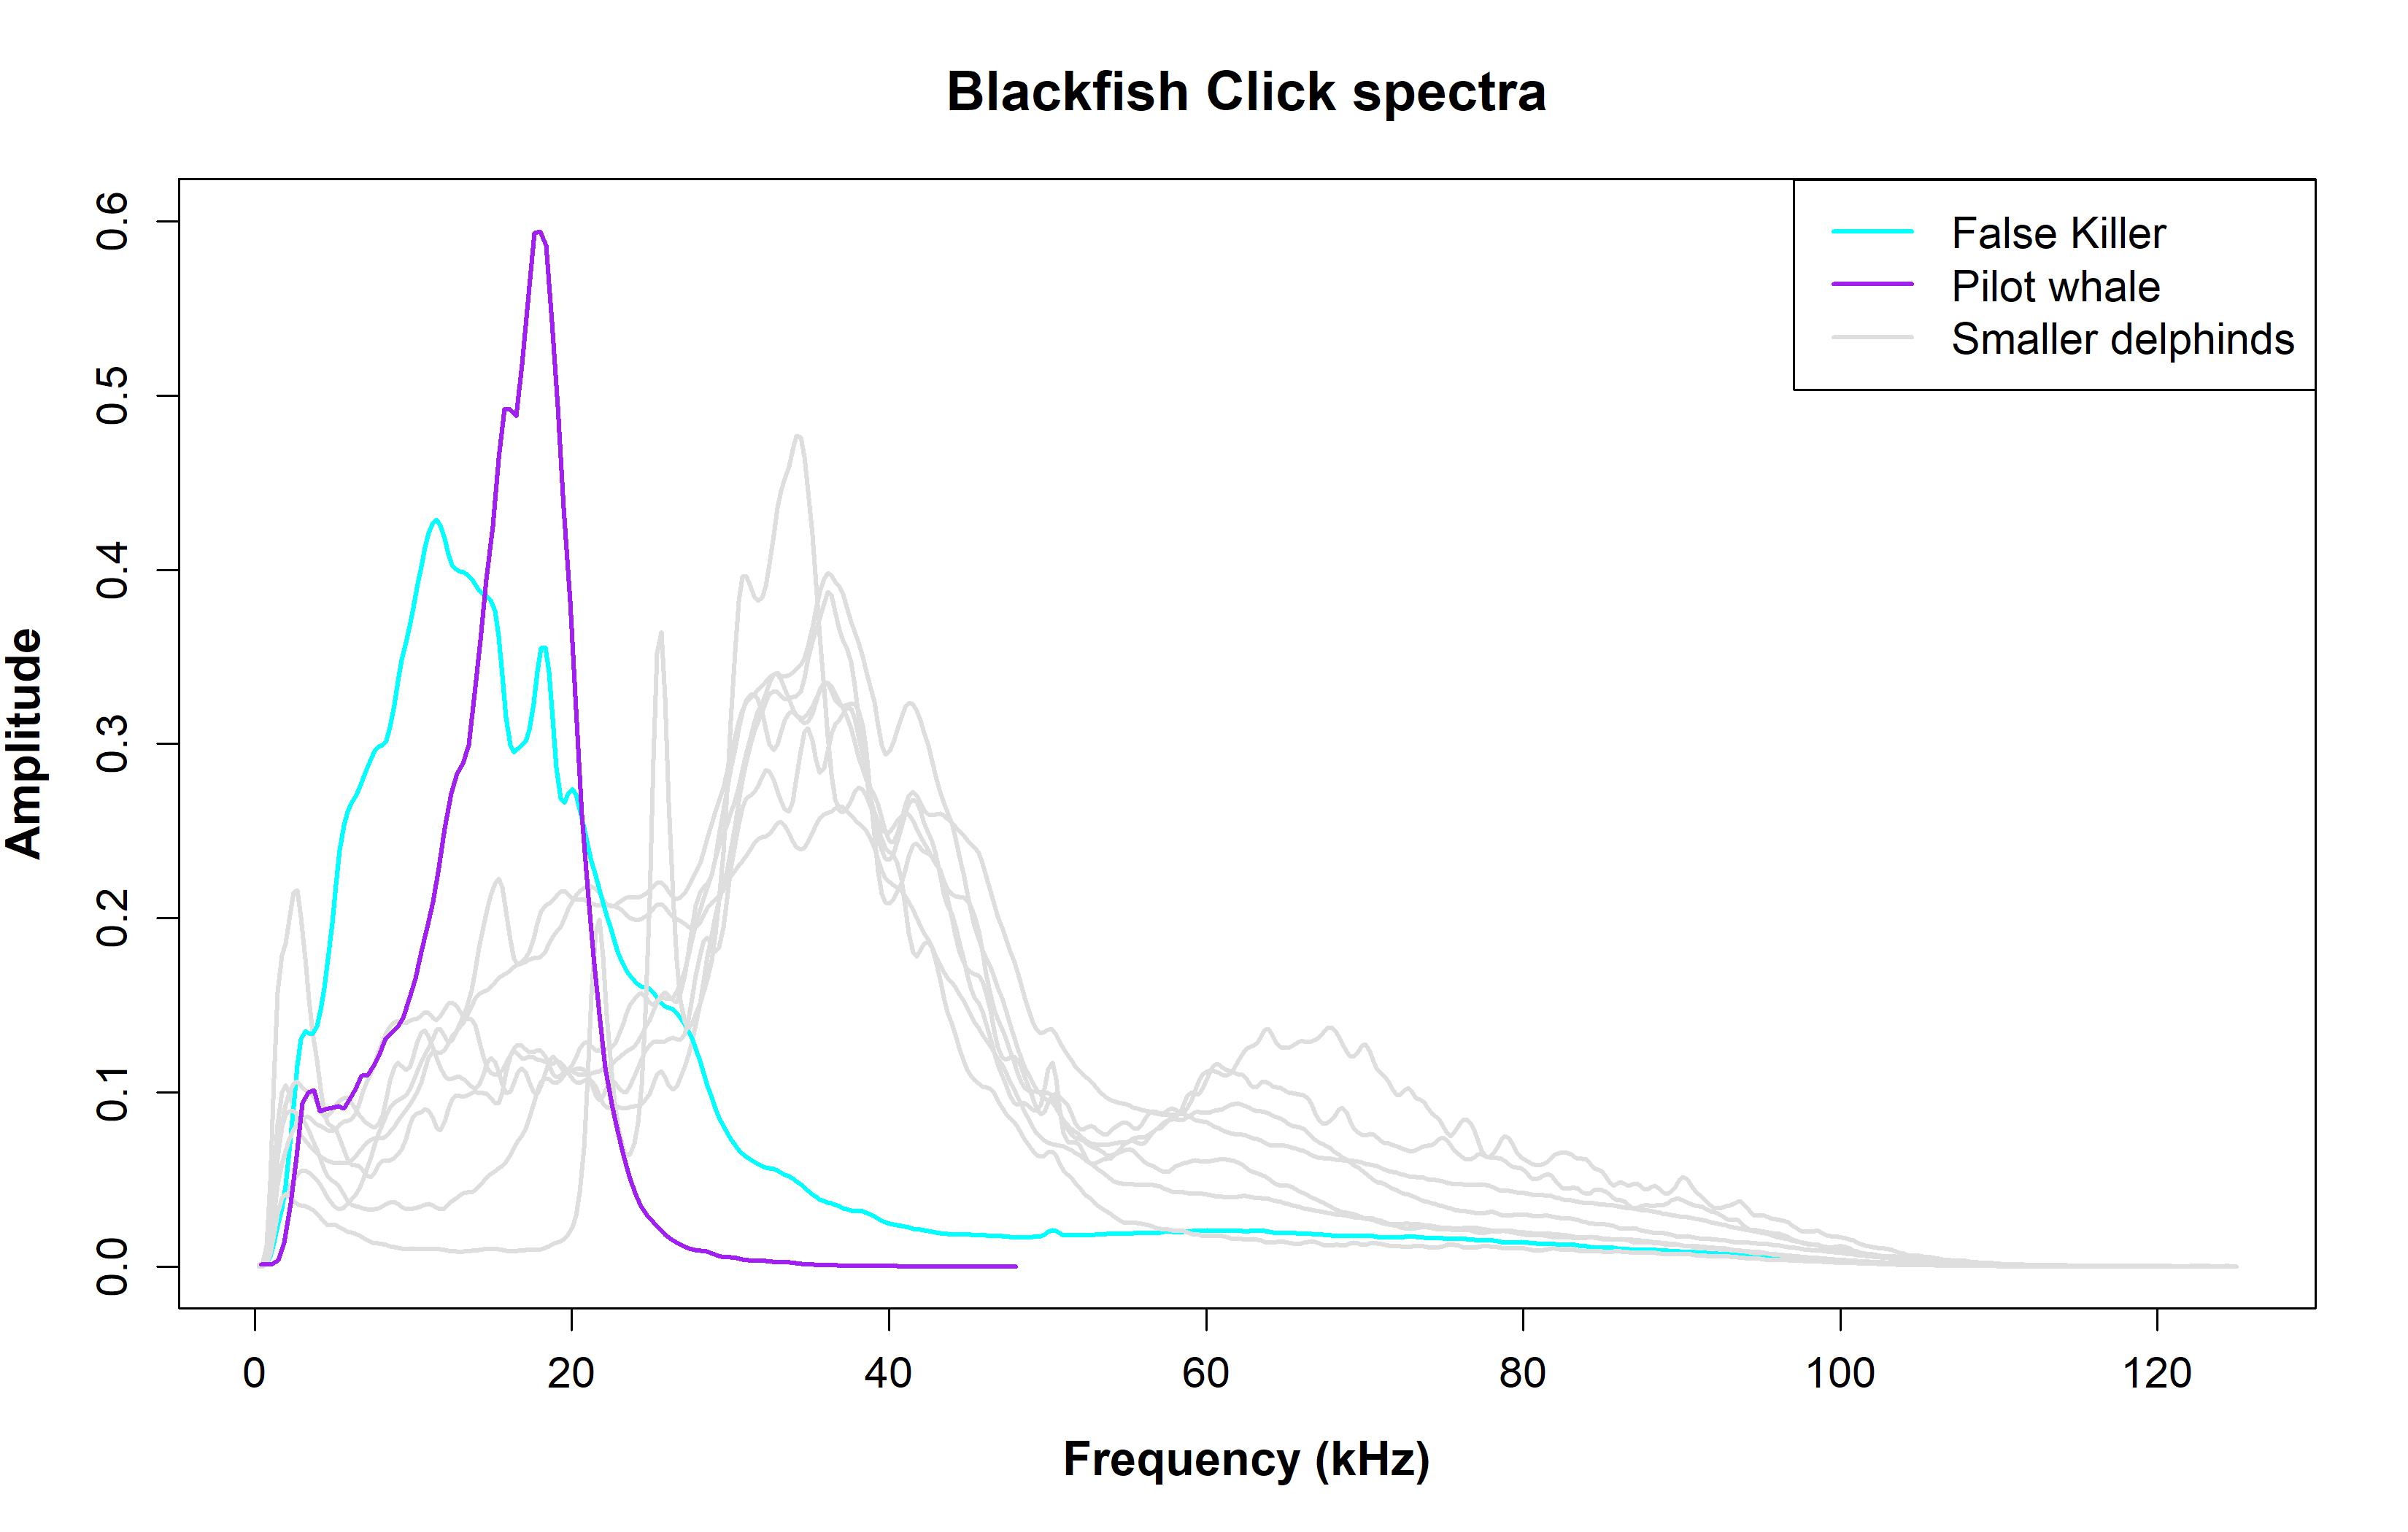 Blackfish Click spectra
False Killer
Pilot whale
Smaller delphinds
Amplitude
0.6
0.5
0.4
0.3
0.2
0.1
0.0
0 20 40 60 80 100 120
Frequency (kHz)